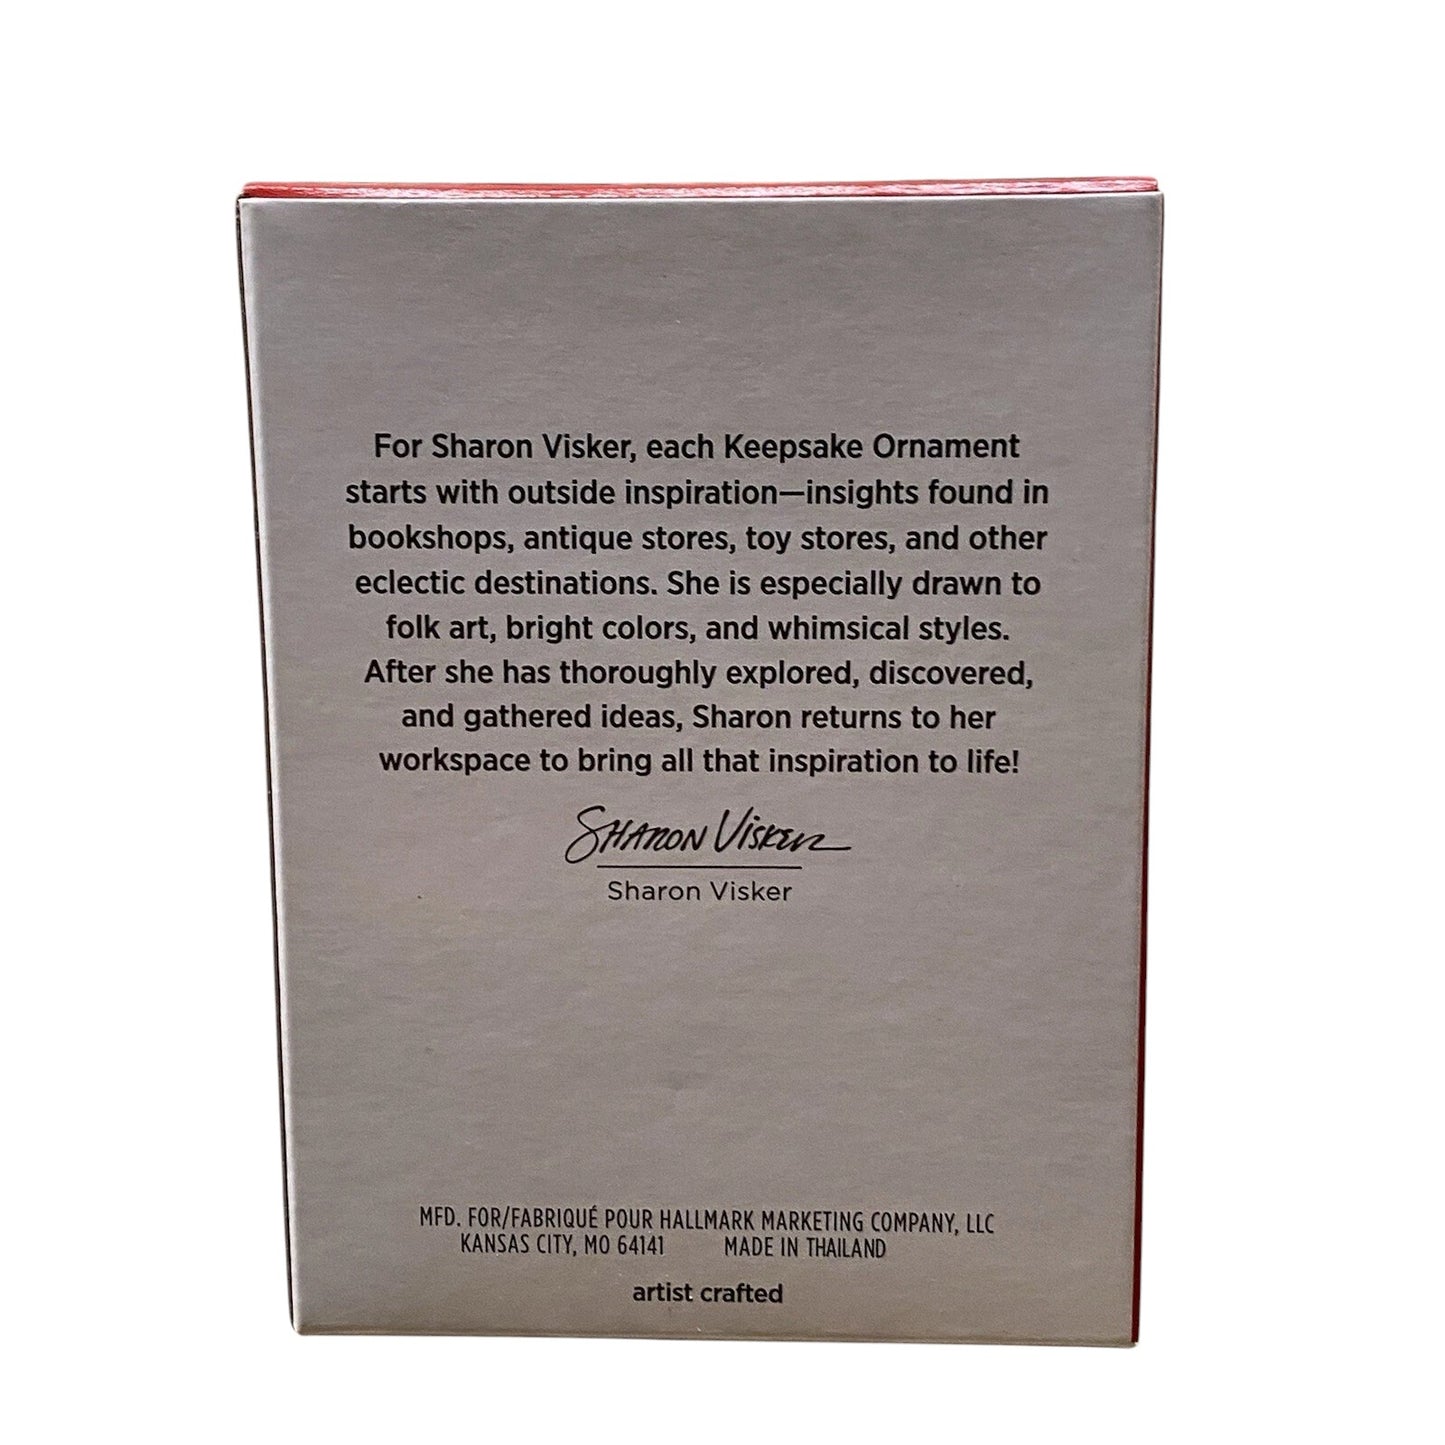 For Sharon Visker, each Keepsake Ornament
starts with outside inspiration—insights found in
bookshops, antique stores, toy stores, and other
eclectic destinations. She is especially drawn to
folk art, bright colors, and whimsical styles.
After she has thoroughly explored, discovered,
and gathered ideas, Sharon returns to her
workspace to bring all that inspiration to life!
Sharon Visker
Sharon Visker
MFD. FOR/FABRIQUÉ POUR HALLMARK MARKETING COMPANY, LLC
KANSAS CITY, MO 64141 MADE IN THAILAND
artist crafted